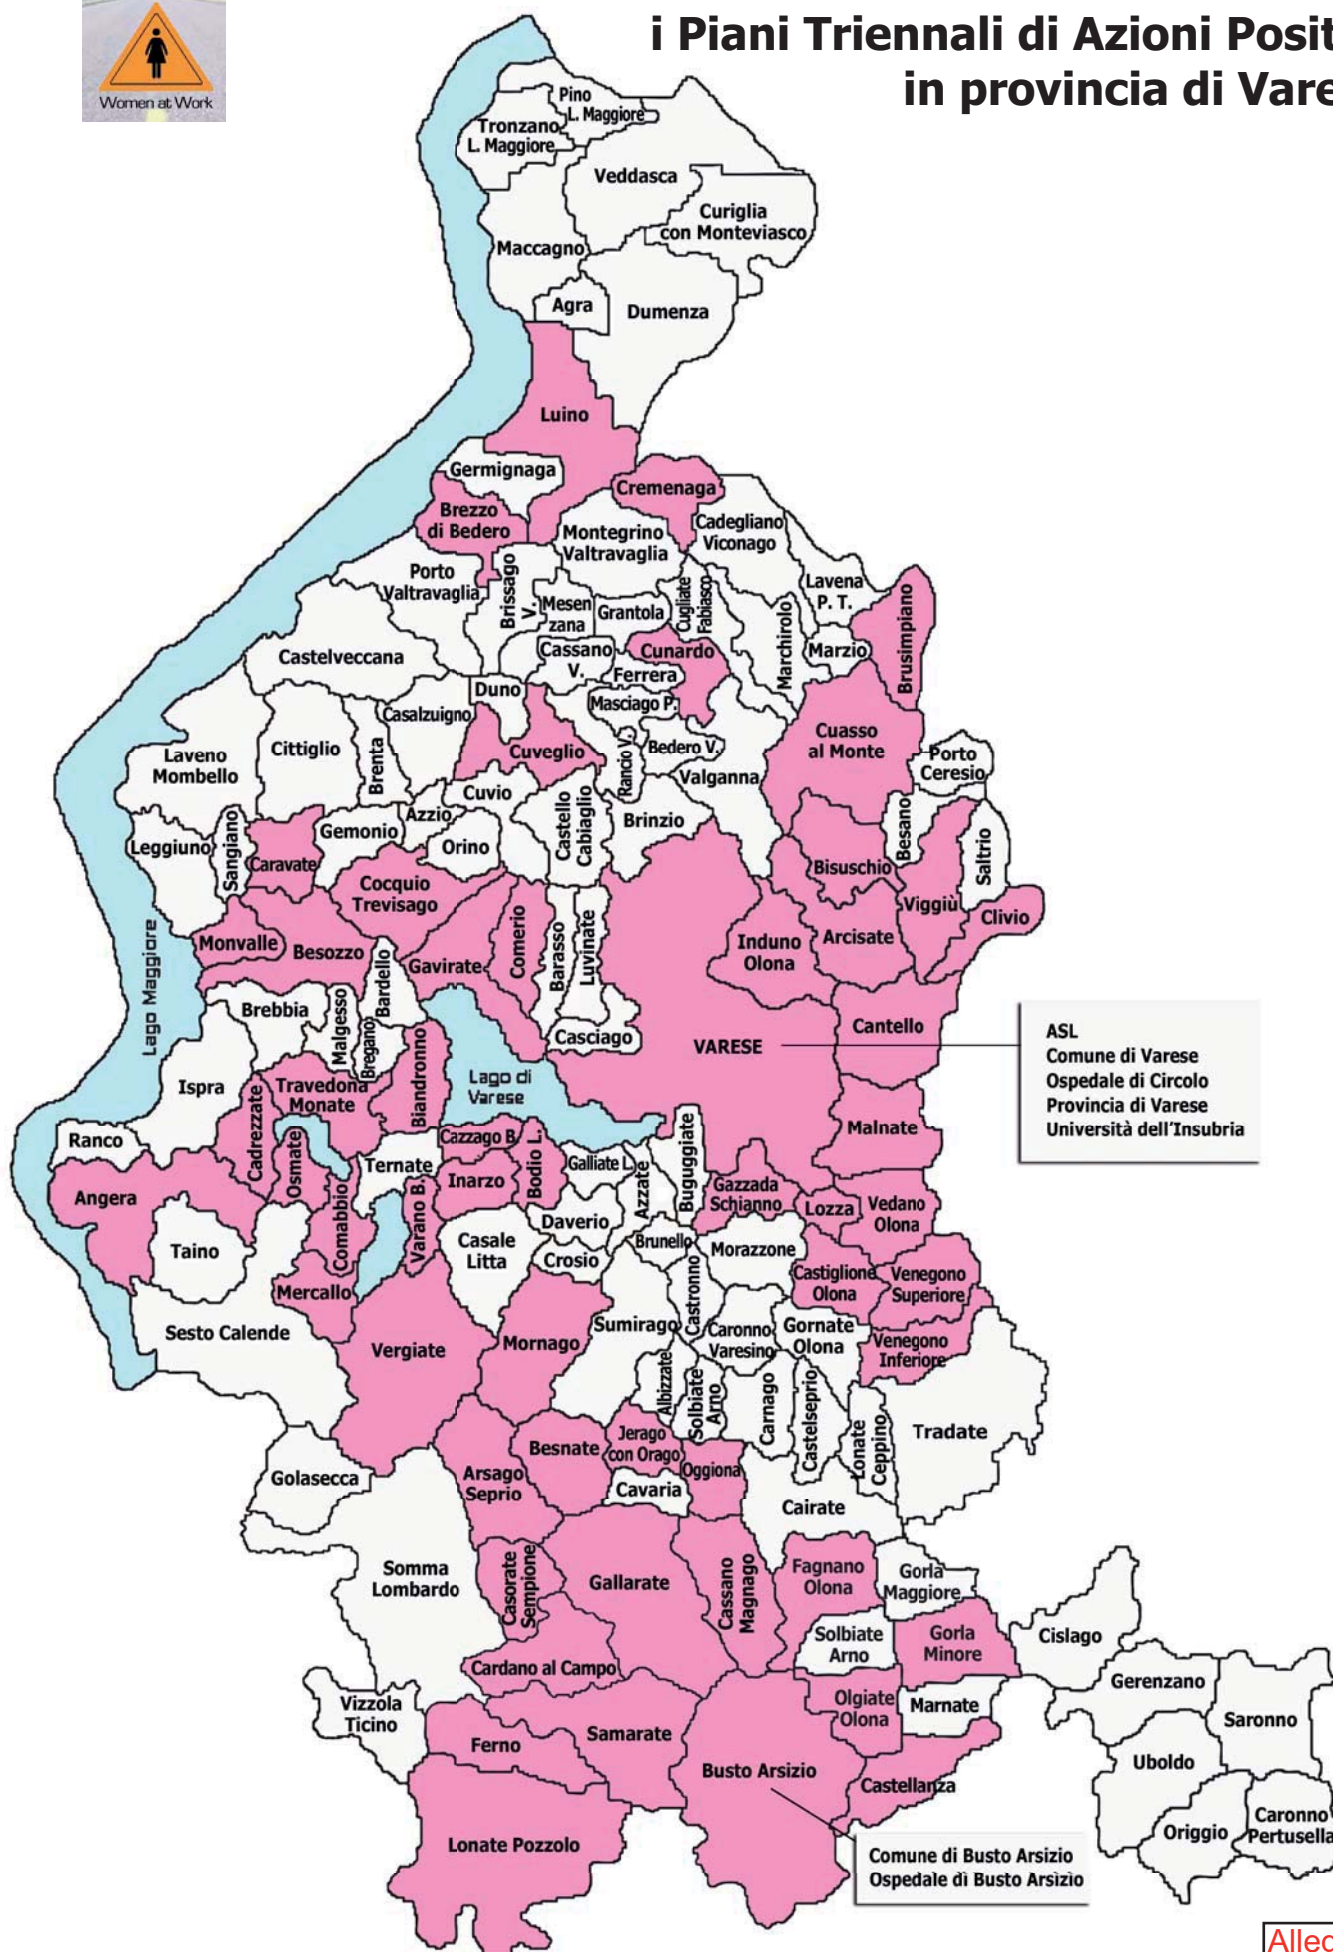 i Piani Triennali di Azioni Posit
in provincia di Vare
Women at Work
Pino
L. Maggiore
Tronzano
L. Maggiore
Veddasca
Curiglia
con Monteviasco
Maccagno
Agra
Dumenza
Luino
Germignaga
Cremenaga
Brezzo
di Bedero
Montegrino
Valtravaglia
Cadegliano
Viconago
Porto
Valtravaglia
Brissago
V.
Mesen
zana
Grantola
Cugliate
Fabiasco
Marchirolo
Lavena
P. T.
Marzio
Brusimpiano
Castelveccana
Cassano
V.
Cunardo
Ferrera
Duno
Masciago P.
Casalzuigno
Cuveglio
Rancio V.
Bedero V.
Valganna
Cuasso
al Monte
Porto
Ceresio
Laveno
Mombello
Cittiglio
Brenta
Cuvio
Azzio
Castello
Cabiaglio
Brinzio
Besano
Saltrio
Leggiuno
Sangiano
Caravate
Gemonio
Orino
Bisuschio
Viggiù
Clivio
Cocquio
Trevisago
Monvalle
Besozzo
Bardello
Gavirate
Comerio
Barasso
Luvinate
Induno
Olona
Arcisate
Lago Maggiore
Brebbia
Malgesso
Bregano
Casciago
VARESE
Cantello
ASL
Comune di Varese
Ospedale di Circolo
Provincia di Varese
Università dell'Insubria
Ispra
Travedona
Monate
Biandronno
Lago di
Varese
Cadrezzate
Osmate
Ranco
Ternate
Cazzago B.
Inarzo
Bodio L.
Galliate L.
Azzate
Buguggiate
Malnate
Angera
Comabbio
Varano B.
Gazzada
Schianno
Lozza
Vedano
Olona
Taino
Casale
Litta
Daverio
Crosio
Brunello
Morazzone
Castronno
Castiglione
Olona
Venegono
Superiore
Mercallo
Sesto Calende
Vergiate
Mornago
Sumirago
Caronno
Varesino
Gornate
Olona
Venegono
Inferiore
Albizzate
Solbiate
Arno
Carnago
Castelseprio
Lonate
Ceppino
Tradate
Golasecca
Arsago
Seprio
Besnate
Jerago
con Orago
Oggiona
Cavaria
Cairate
Somma
Lombardo
Casorate
Sempione
Gallarate
Cassano
Magnago
Fagnano
Olona
Gorla
Maggiore
Solbiate
Arno
Gorla
Minore
Cislago
Cardano al Campo
Vizzola
Ticino
Ferno
Samarate
Olgiate
Olona
Marnate
Gerenzano
Saronno
Busto Arsizio
Castellanza
Uboldo
Origgio
Caronno
Pertusella
Lonate Pozzolo
Comune di Busto Arsizio
Ospedale di Busto Arsizio
Alleg